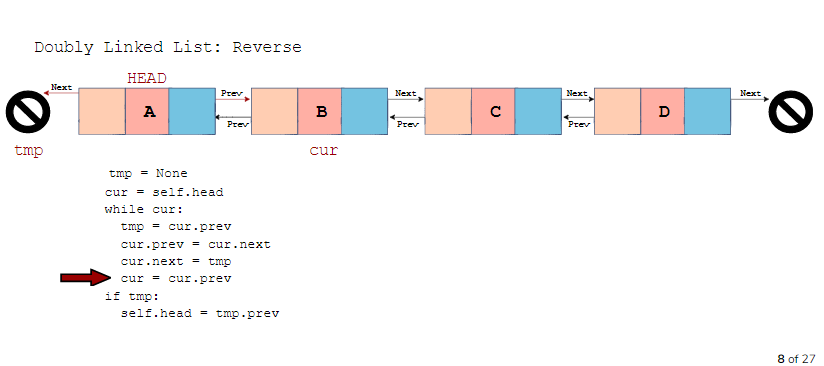 Doubly Linked List: Reverse
HEAD
Next
Prev
Next
Next
Next
A
B
C
D
Prev
Prev
Prev
tmp
cur
tmp = None
cur = self.head
while cur:
tmp = cur.prev
cur.prev = cur.next
cur.next = tmp
cur = cur.prev
if tmp:
self.head = tmp.prev
8 of 27